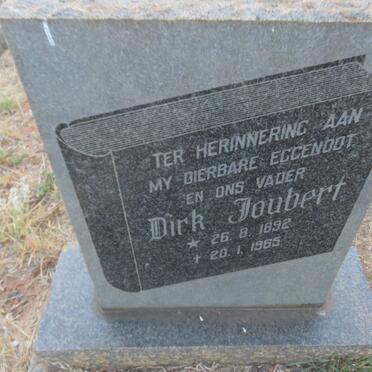 TER HERINNERING AAN
MY DIERBARE EGGENOOT
EN ONS VADER
Dirk Joubert
* 26. 8. 1892
+ 20. 1. 1965